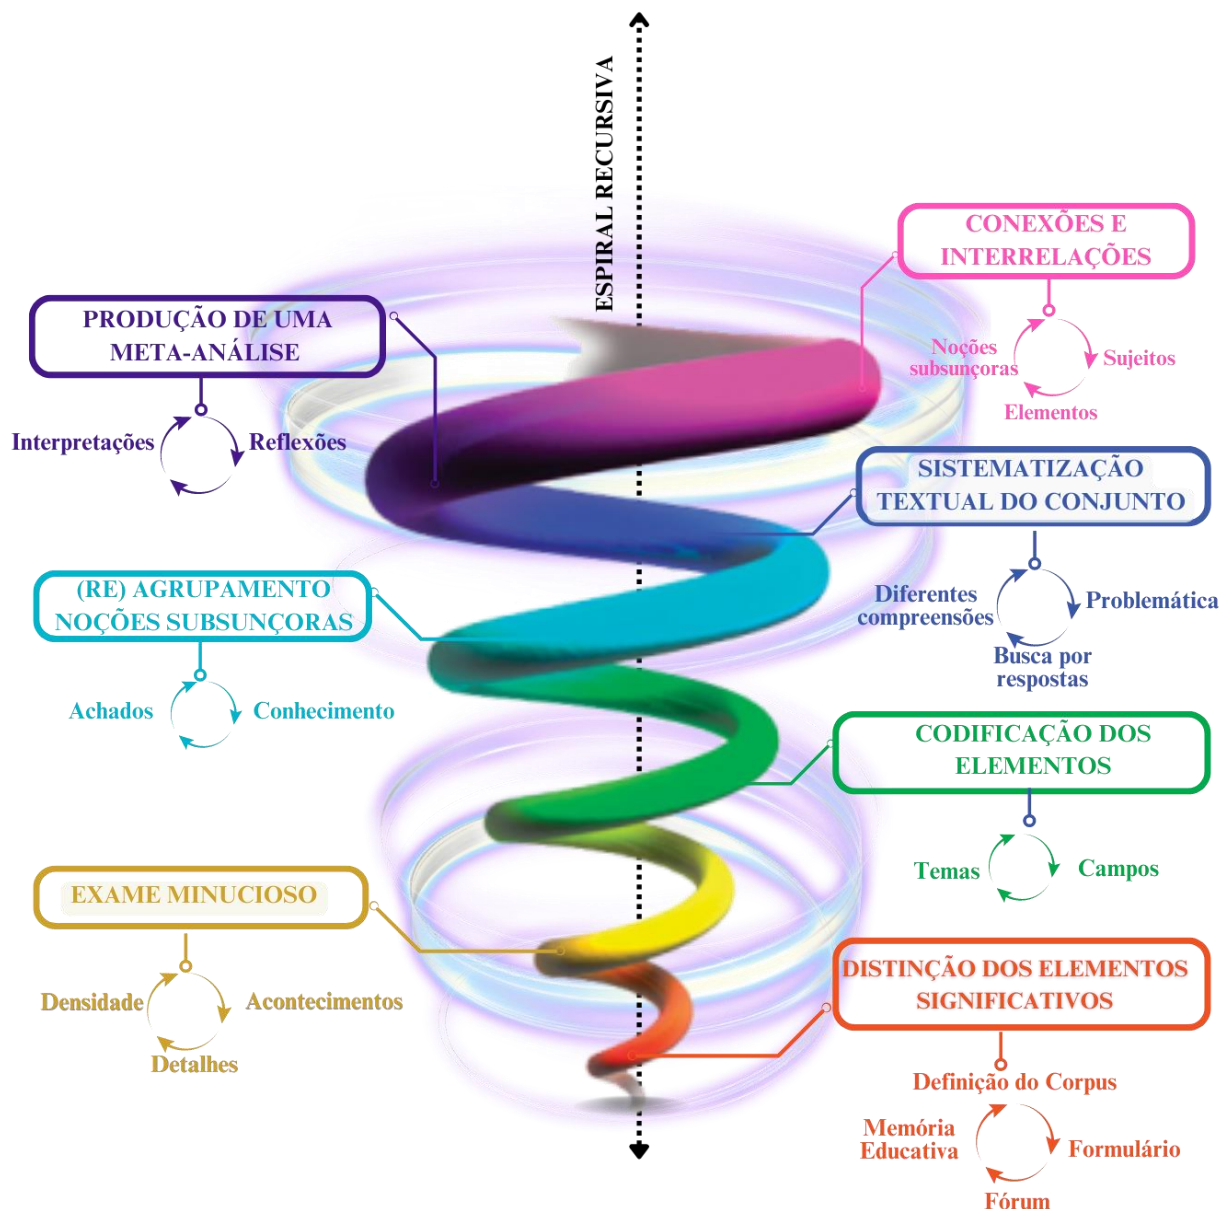 ESPIRAL RECURSIVA
CONEXÕES E
INTERRELAÇÕES
Noções
subsunçoras
Sujeitos
Elementos
PRODUÇÃO DE UMA
META-ANÁLISE
Interpretações
Reflexões
SISTEMATIZAÇÃO
TEXTUAL DO CONJUNTO
Diferentes
compreensões
Problemática
Busca por
respostas
(RE) AGRUPAMENTO
NOÇÕES SUBSUNÇORAS
Achados
Conhecimento
CODIFICAÇÃO DOS
ELEMENTOS
Temas
Campos
EXAME MINUCIOSO
Densidade
Acontecimentos
Detalhes
DISTINÇÃO DOS ELEMENTOS
SIGNIFICATIVOS
Definição do Corpus
Memória
Educativa
Formulário
Fórum